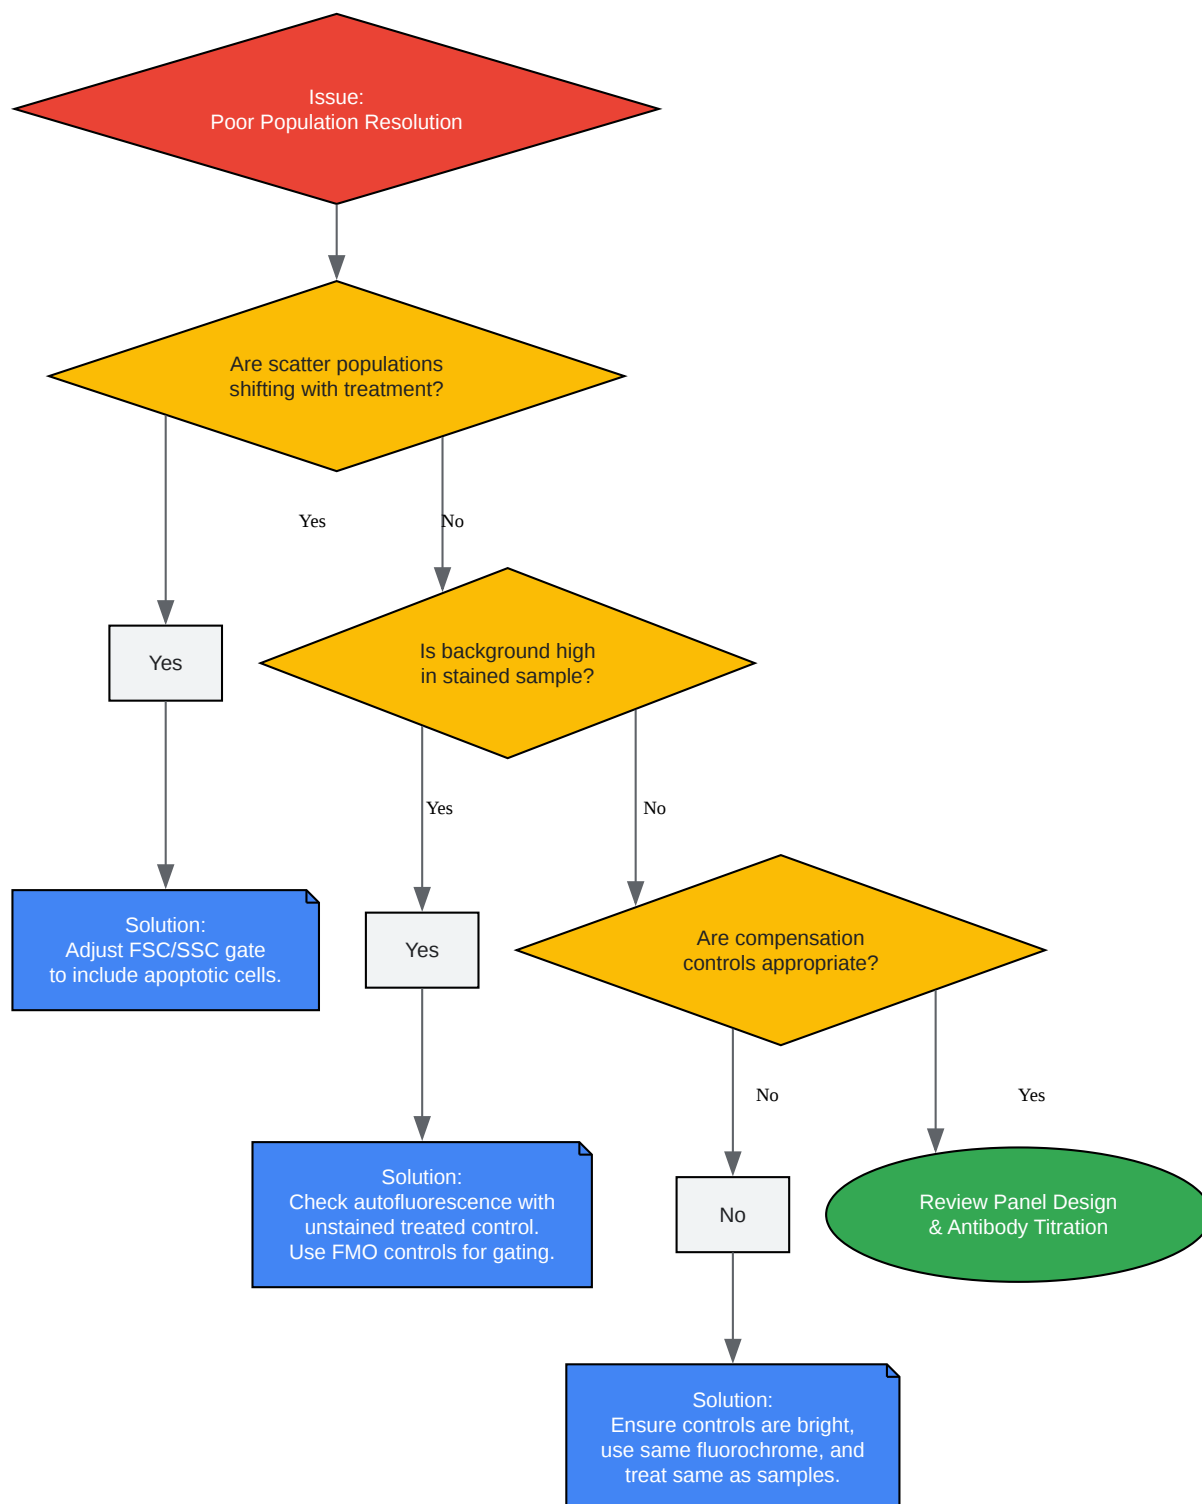 Issue:
Poor Population Resolution
Are scatter populations
shifting with treatment?
Yes
No
Yes
Is background high
in stained sample?
Yes
No
Solution:
Adjust FSC/SSC gate
to include apoptotic cells.
Yes
Are compensation
controls appropriate?
No
Yes
Solution:
Check autofluorescence with
unstained treated control.
Use FMO controls for gating.
No
Review Panel Design
& Antibody Titration
Solution:
Ensure controls are bright,
use same fluorochrome, and
treat same as samples.